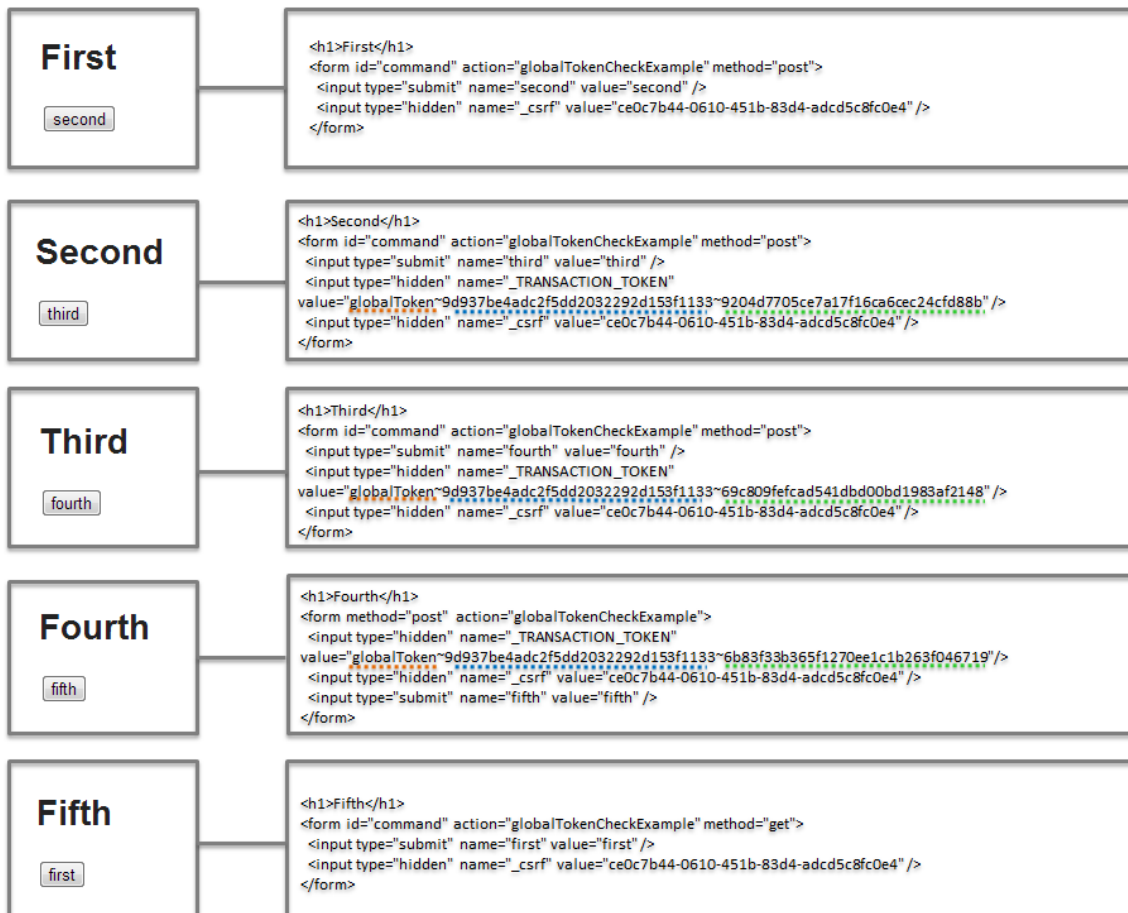 First
second
<h1>First</h1>
<form id="command" action="globalTokenCheckExample" method="post">
<input type="submit" name="second" value="second" />
<input type="hidden" name="_csrf" value="ce0c7b44-0610-451b-83d4-adcd5c8fc0e4" />
</form>
Second
third
<h1>Second</h1>
<form id="command" action="globalTokenCheckExample" method="post">
<input type="submit" name="third" value="third" />
<input type="hidden" name="_TRANSACTION_TOKEN"
value="globalToken~9d937be4adc2f5dd2032292d153f1133~9204d7705ce7a17f16ca6cec24cfd88b" />
<input type="hidden" name="_csrf" value="ce0c7b44-0610-451b-83d4-adcd5c8fc0e4" />
</form>
Third
fourth
<h1>Third</h1>
<form id="command" action="globalTokenCheckExample" method="post">
<input type="submit" name="fourth" value="fourth" />
<input type="hidden" name="_TRANSACTION_TOKEN"
value="globalToken~9d937be4adc2f5dd2032292d153f1133~69c809fefcad541dbd00bd1983af2148" />
<input type="hidden" name="_csrf" value="ce0c7b44-0610-451b-83d4-adcd5c8fc0e4" />
</form>
Fourth
fifth
<h1>Fourth</h1>
<form method="post" action="globalTokenCheckExample">
<input type="hidden" name="_TRANSACTION_TOKEN"
value="globalToken~9d937be4adc2f5dd2032292d153f1133~6b83f33b365f1270ee1c1b263f046719"/>
<input type="hidden" name="_csrf" value="ce0c7b44-0610-451b-83d4-adcd5c8fc0e4" />
<input type="submit" name="fifth" value="fifth" />
</form>
Fifth
first
<h1>Fifth</h1>
<form id="command" action="globalTokenCheckExample" method="get">
<input type="submit" name="first" value="first" />
<input type="hidden" name="_csrf" value="ce0c7b44-0610-451b-83d4-adcd5c8fc0e4" />
</form>